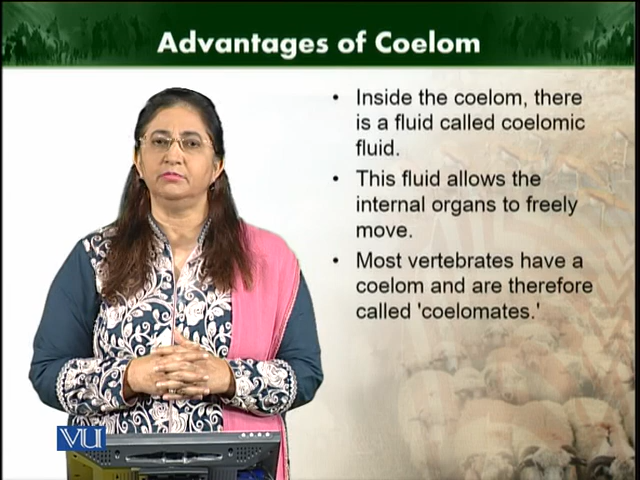 Advantages of Coelom
• Inside the coelom, there
is a fluid called coelomic
fluid.
• This fluid allows the
internal organs to freely
move.
• Most vertebrates have a
coelom and are therefore
called 'coelomates.'
VU